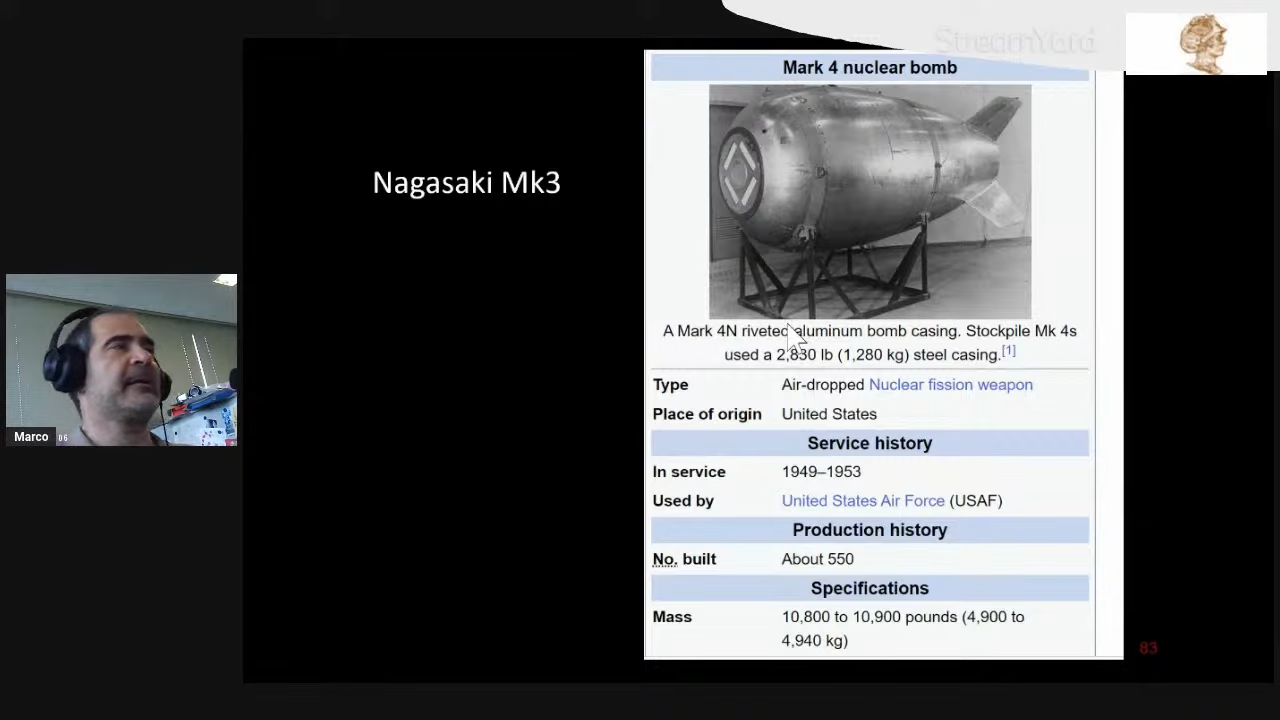 StreamYard
Mark 4 nuclear bomb
Nagasaki Mk3
A Mark 4N riveted aluminum bomb casing. Stockpile Mk 4s
used a 2,830 lb (1,280 kg) steel casing.[1]
Type Air-dropped Nuclear fission weapon
Place of origin United States
Service history
In service 1949–1953
Used by United States Air Force (USAF)
Production history
No. built About 550
Specifications
Mass 10,800 to 10,900 pounds (4,900 to
4,940 kg)
Marco
83